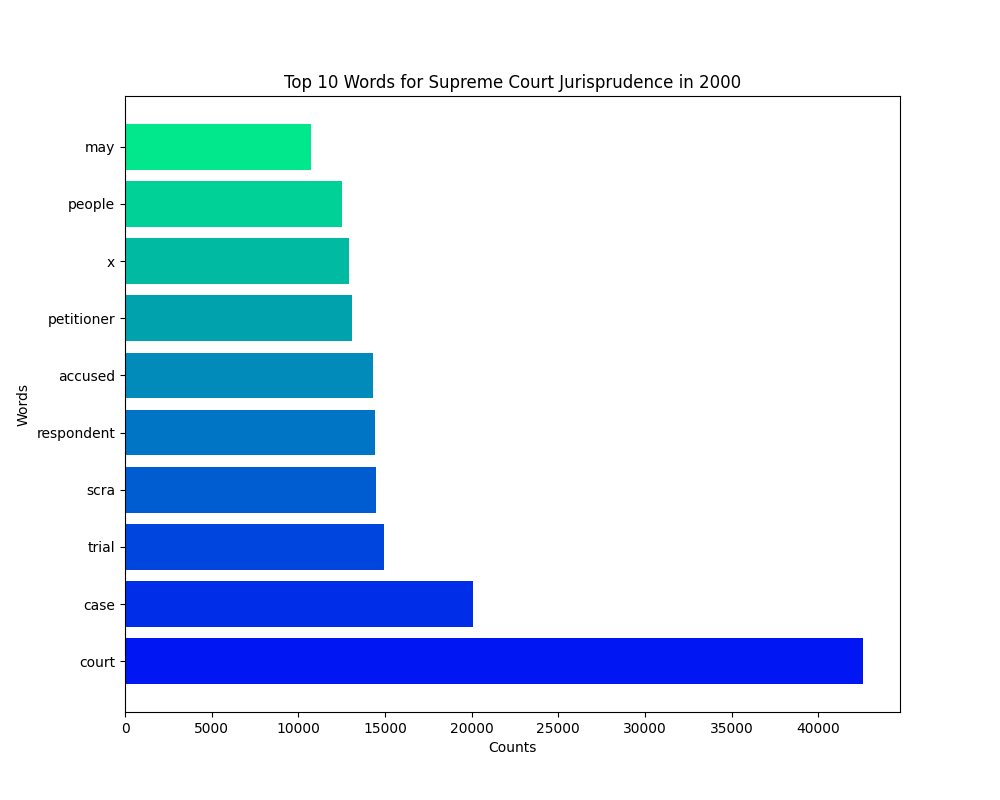 Top 10 Words for Supreme Court Jurisprudence in 2000
may
people
x
petitioner
accused
respondent
scra
trial
case
court
Words
0 5000 10000 15000 20000 25000 30000 35000 40000
Counts